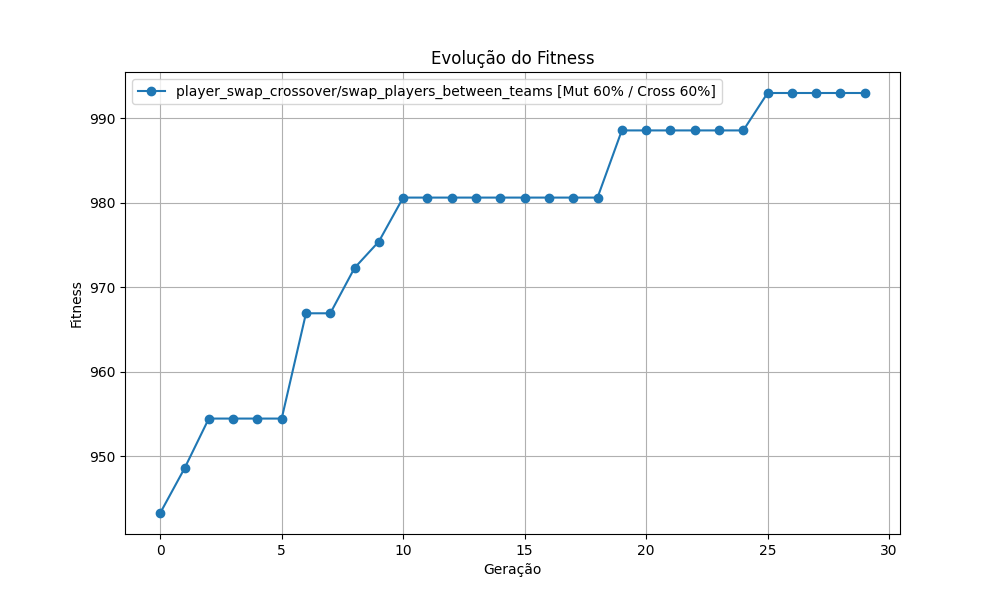 Evolução do Fitness
player_swap_crossover/swap_players_between_teams [Mut 60% / Cross 60%]
990
980
970
960
950
Fitness
0 5 10 15 20 25 30
Geração